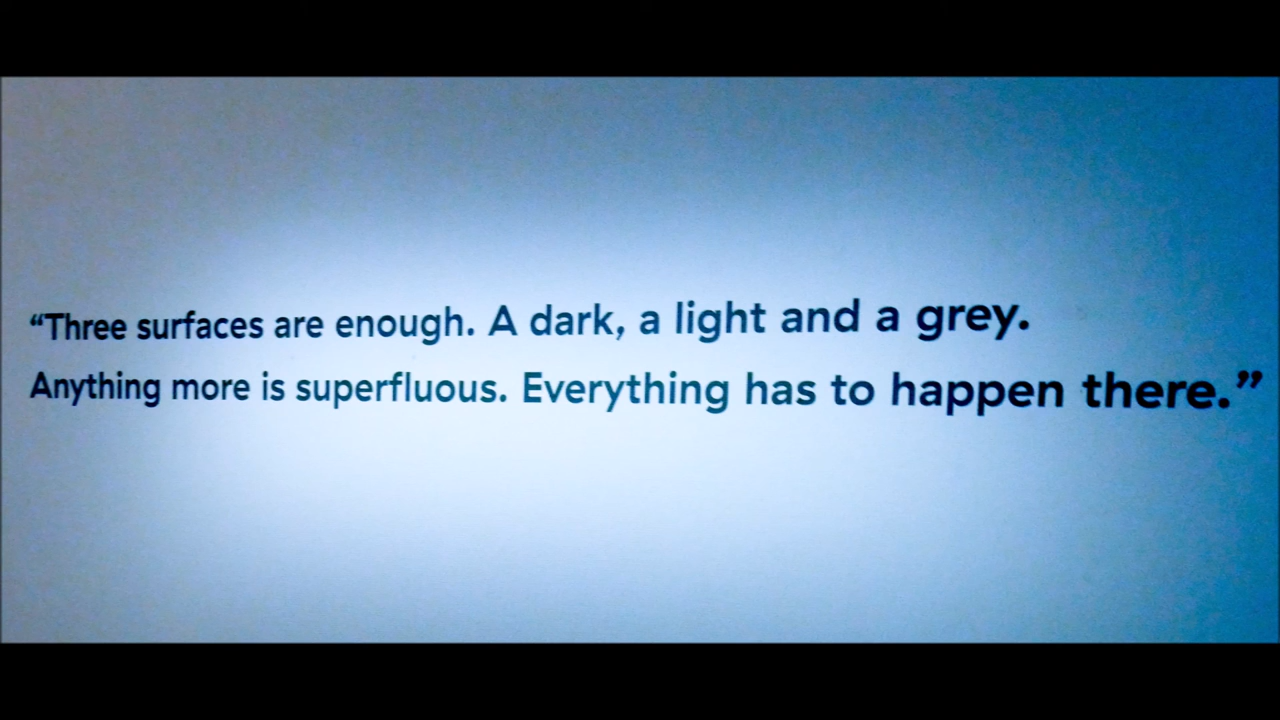 “Three surfaces are enough. A dark, a light and a grey.
Anything more is superfluous. Everything has to happen there.”